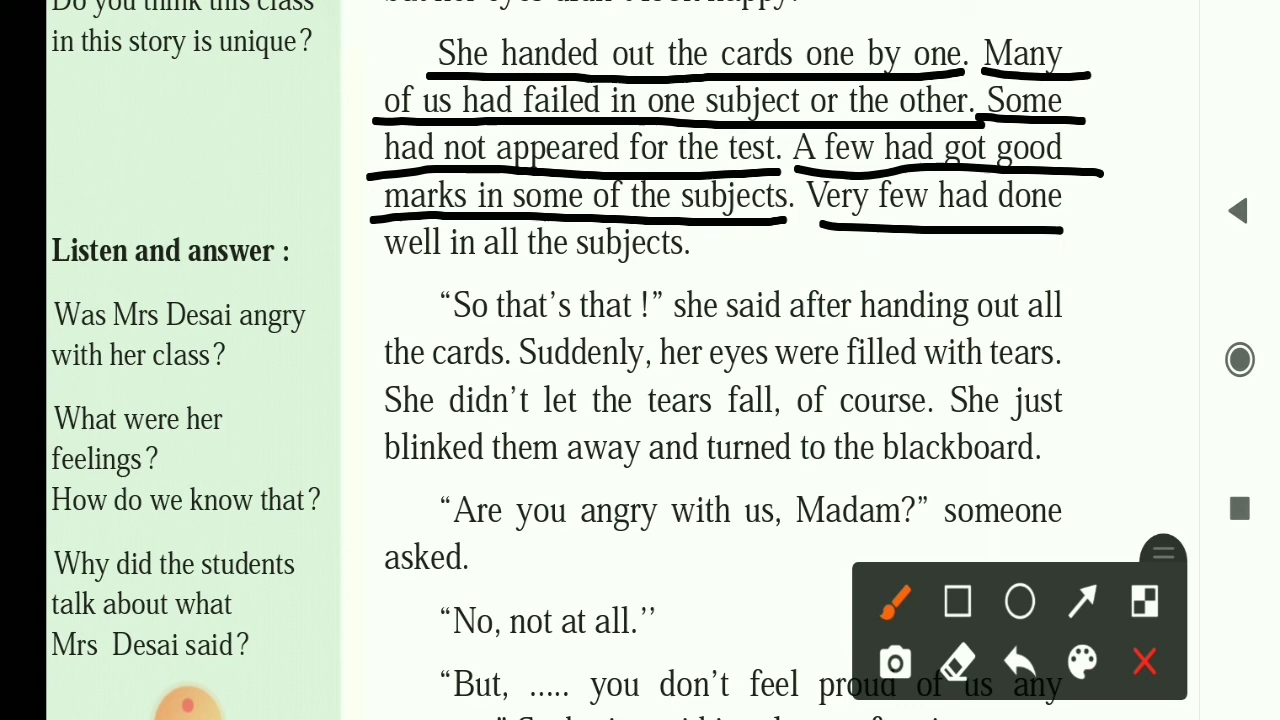 Do you think this class
in this story is unique?
Listen and answer :
Was Mrs Desai angry
with her class?
What were her
feelings?
How do we know that?
Why did the students
talk about what
Mrs Desai said?
but her eyes didn't look happy.
She handed out the cards one by one. Many
of us had failed in one subject or the other. Some
had not appeared for the test. A few had got good
marks in some of the subjects. Very few had done
well in all the subjects.
“So that’s that !” she said after handing out all
the cards. Suddenly, her eyes were filled with tears.
She didn’t let the tears fall, of course. She just
blinked them away and turned to the blackboard.
“Are you angry with us, Madam?” someone
asked.
“No, not at all.’’
“But, ..... you don’t feel proud of us any